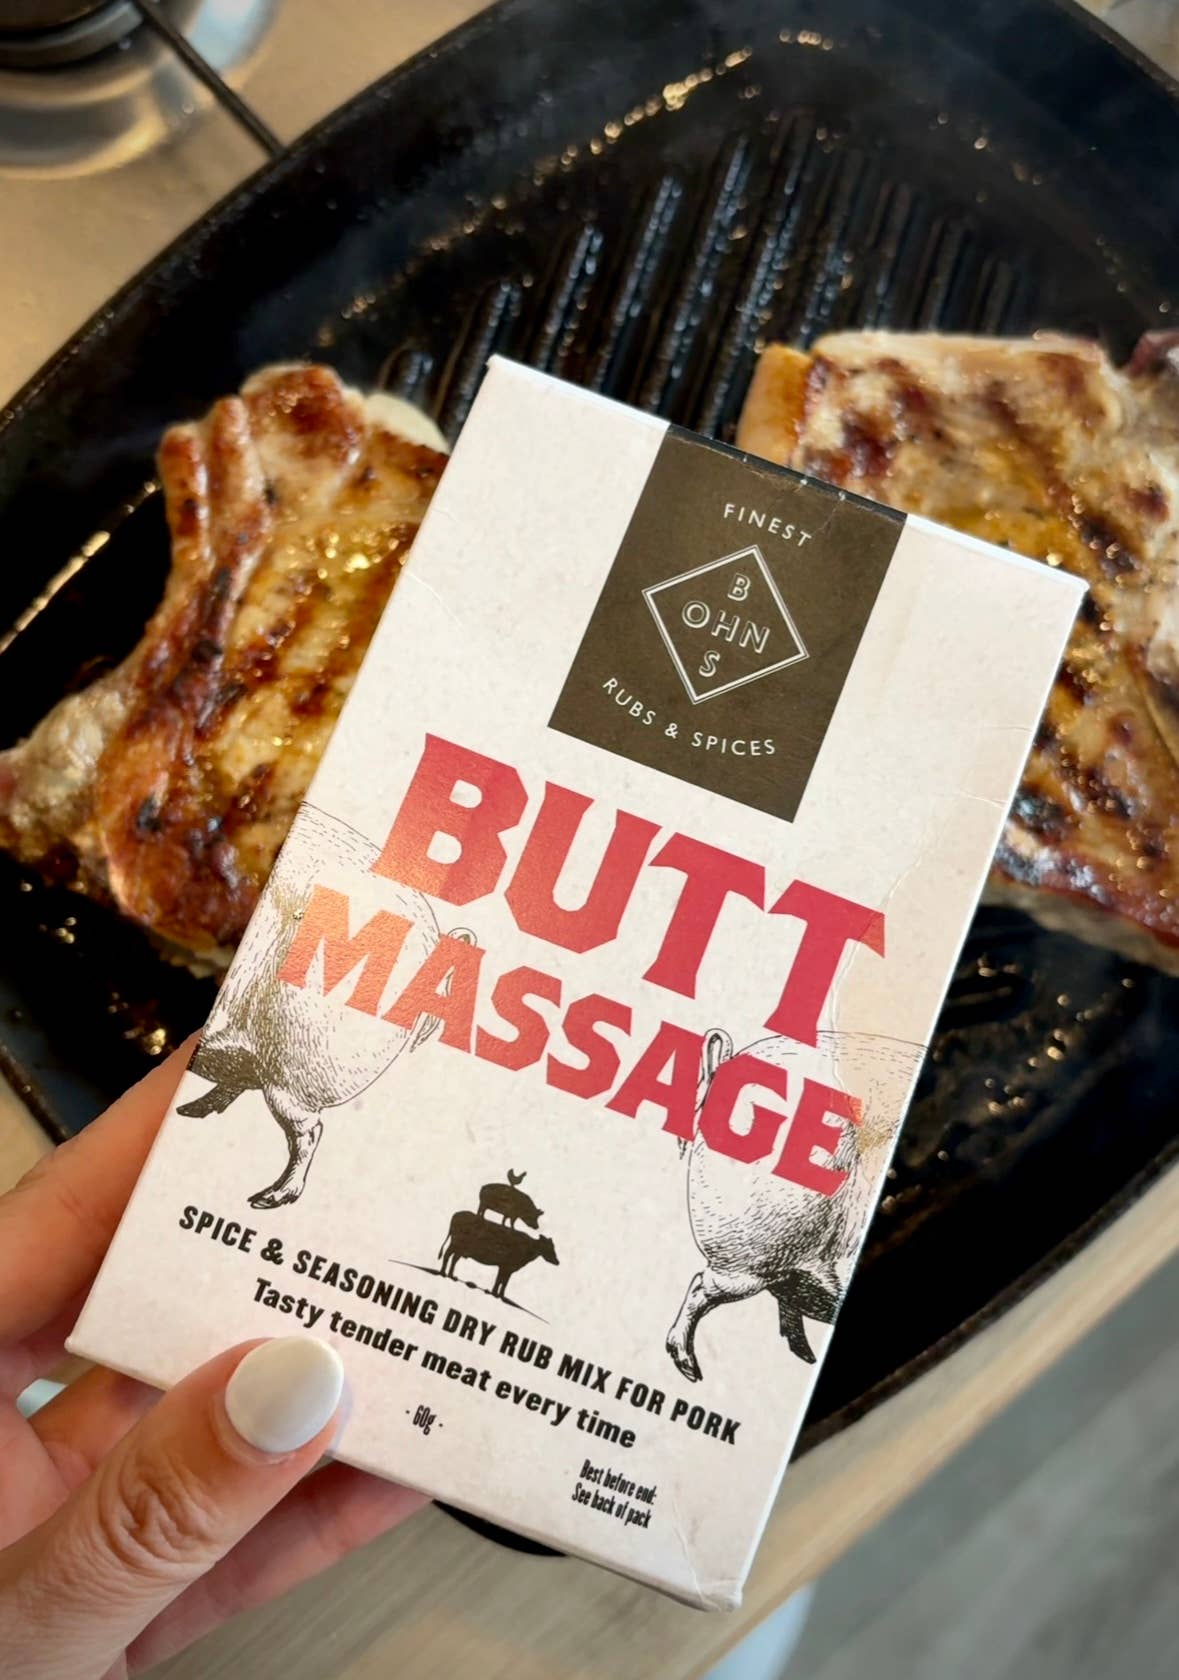 FINEST
B
OHN
S
RUBS & SPICES
BUTT
MASSAGE
SPICE & SEASONING DRY RUB MIX FOR PORK
Tasty tender meat every time
- 60g -
Best before end:
See back of pack